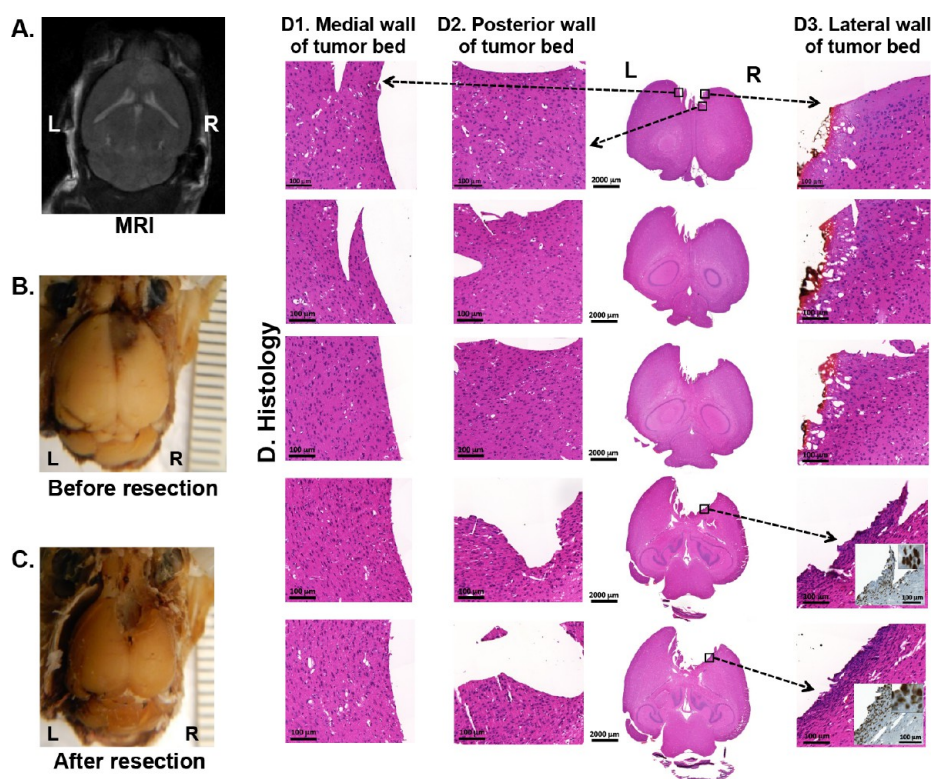 A.
L
R
MRI
B.
L
R
Before resection
C.
L
R
After resection
D. Histology
D1. Medial wall
of tumor bed
D2. Posterior wall
of tumor bed
D3. Lateral wall
of tumor bed
L
R
100 µm
100 µm
2000 µm
100 µm
100 µm
100 µm
2000 µm
100 µm
100 µm
100 µm
2000 µm
100 µm
100 µm
100 µm
2000 µm
100 µm
100 µm
100 µm
100 µm
2000 µm
100 µm
100 µm